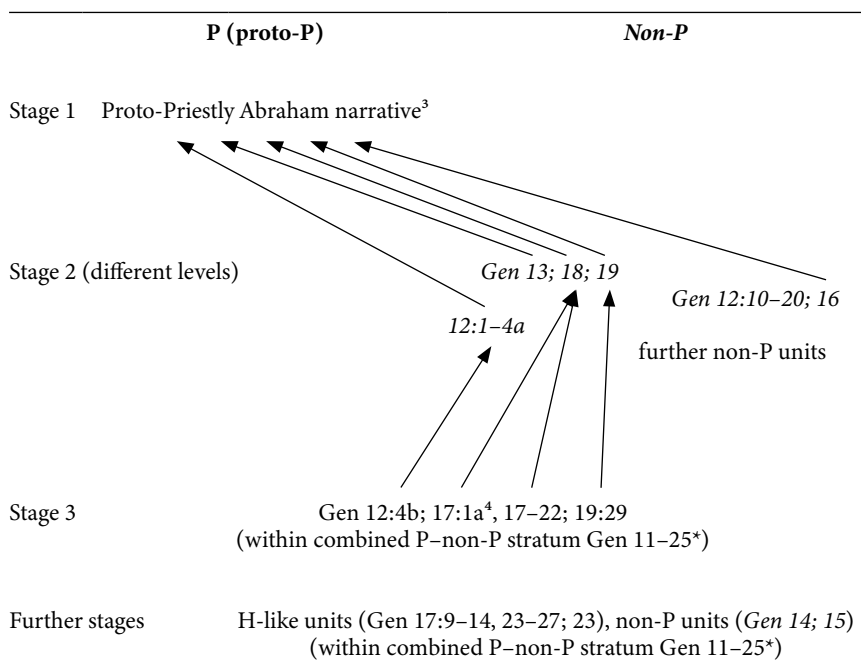 P (proto-P) Non-P
Stage 1 Proto-Priestly Abraham narrative³
Stage 2 (different levels) Gen 13; 18; 19
Gen 12:10–20; 16
12:1–4a
further non-P units
Stage 3 Gen 12:4b; 17:1a⁴, 17–22; 19:29
(within combined P–non-P stratum Gen 11–25*)
Further stages H-like units (Gen 17:9–14, 23–27; 23), non-P units (Gen 14; 15)
(within combined P–non-P stratum Gen 11–25*)